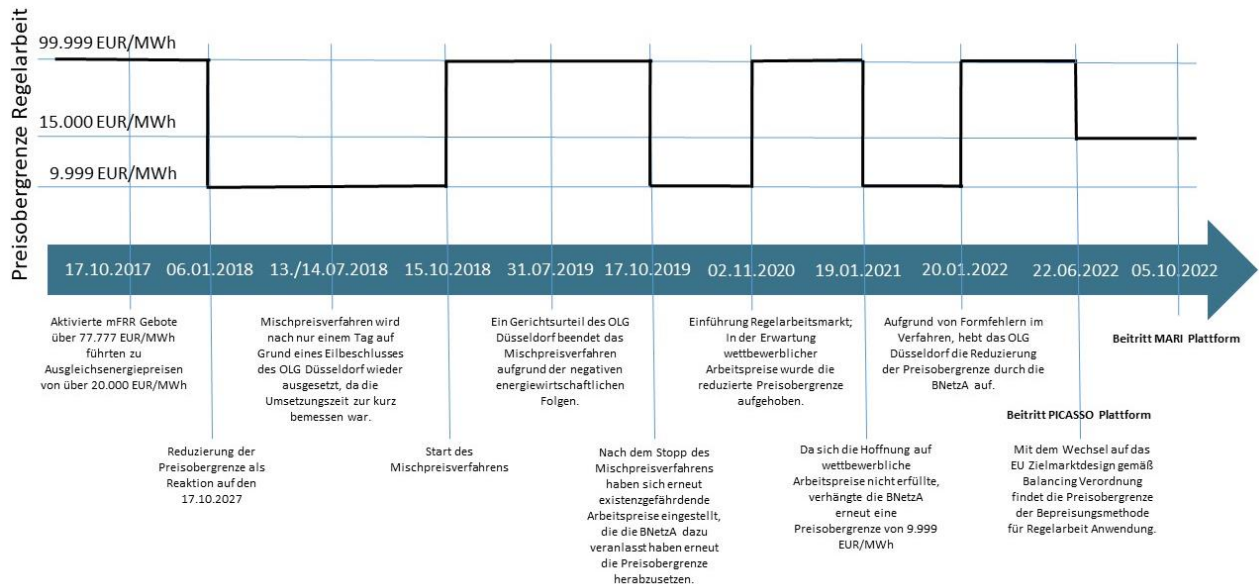 Preisobergrenze Regelarbeit
99.999 EUR/MWh
15.000 EUR/MWh
9.999 EUR/MWh
17.10.2017
06.01.2018
13./14.07.2018
15.10.2018
31.07.2019
17.10.2019
02.11.2020
19.01.2021
20.01.2022
22.06.2022
05.10.2022
Aktivierte mFRR Gebote
über 77.777 EUR/MWh
führten zu
Ausgleichsenergiepreisen
von über 20.000 EUR/MWh
Reduzierung der
Preisobergrenze als
Reaktion auf den
17.10.2027
Mischpreisverfahren wird
nach nur einem Tag auf
Grund eines Eilbeschlusses
des OLG Düsseldorf wieder
ausgesetzt, da die
Umsetzungszeit zur kurz
bemessen war.
Start des
Mischpreisverfahrens
Ein Gerichtsurteil des OLG
Düsseldorf beendet das
Mischpreisverfahren
aufgrund der negativen
energiewirtschaftlichen
Folgen.
Nach dem Stopp des
Mischpreisverfahrens
haben sich erneut
existenzgefährdende
Arbeitspreise eingestellt,
die die BNetzA dazu
veranlasst haben erneut
die Preisobergrenze
herabzusetzen.
Einführung Regelarbeitsmarkt;
In der Erwartung
wettbewerblicher
Arbeitspreise wurde die
reduzierte Preisobergrenze
aufgehoben.
Da sich die Hoffnung auf
wettbewerbliche
Arbeitspreise nicht erfüllte,
verhängte die BNetzA
erneut eine
Preisobergrenze von 9.999
EUR/MWh
Aufgrund von Formfehlern im
Verfahren, hebt das OLG
Düsseldorf die Reduzierung
der Preisobergrenze durch die
BNetzA auf.
Beitritt PICASSO Plattform
Mit dem Wechsel auf das
EU Zielmarktdesign gemäß
Balancing Verordnung
findet die Preisobergrenze
der Bepreisungsmethode
für Regelarbeit Anwendung.
Beitritt MARI Plattform